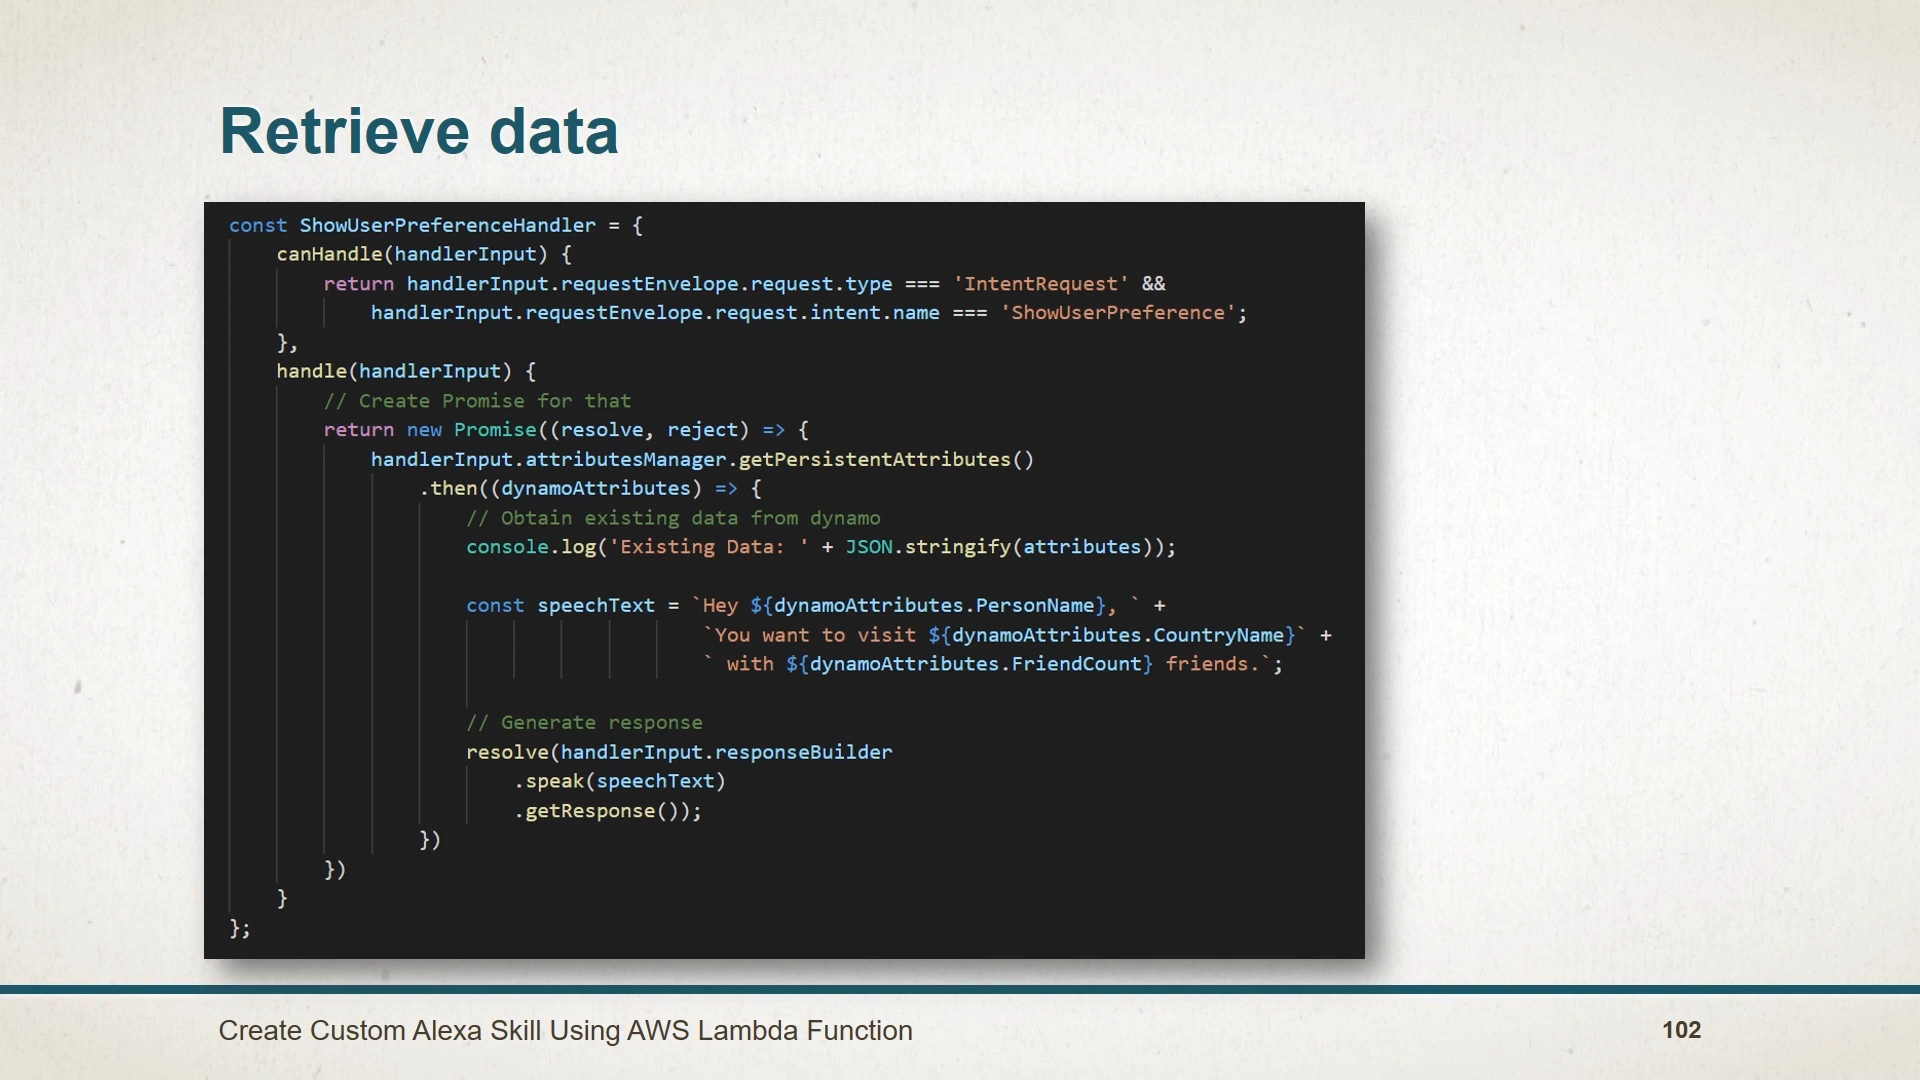 Retrieve data
const ShowUserPreferenceHandler = {
    canHandle(handlerInput) {
        return handlerInput.requestEnvelope.request.type === 'IntentRequest' &&
            handlerInput.requestEnvelope.request.intent.name === 'ShowUserPreference';
    },
    handle(handlerInput) {
        // Create Promise for that
        return new Promise((resolve, reject) => {
            handlerInput.attributesManager.getPersistentAttributes()
                .then((dynamoAttributes) => {
                    // Obtain existing data from dynamo
                    console.log('Existing Data: ' + JSON.stringify(attributes));
                    const speechText = `Hey ${dynamoAttributes.PersonName}, ` +
                                        `You want to visit ${dynamoAttributes.CountryName}` +
                                        ` with ${dynamoAttributes.FriendCount} friends.`;
                    // Generate response
                    resolve(handlerInput.responseBuilder
                        .speak(speechText)
                        .getResponse());
                })
        })
    }
};
Create Custom Alexa Skill Using AWS Lambda Function
102